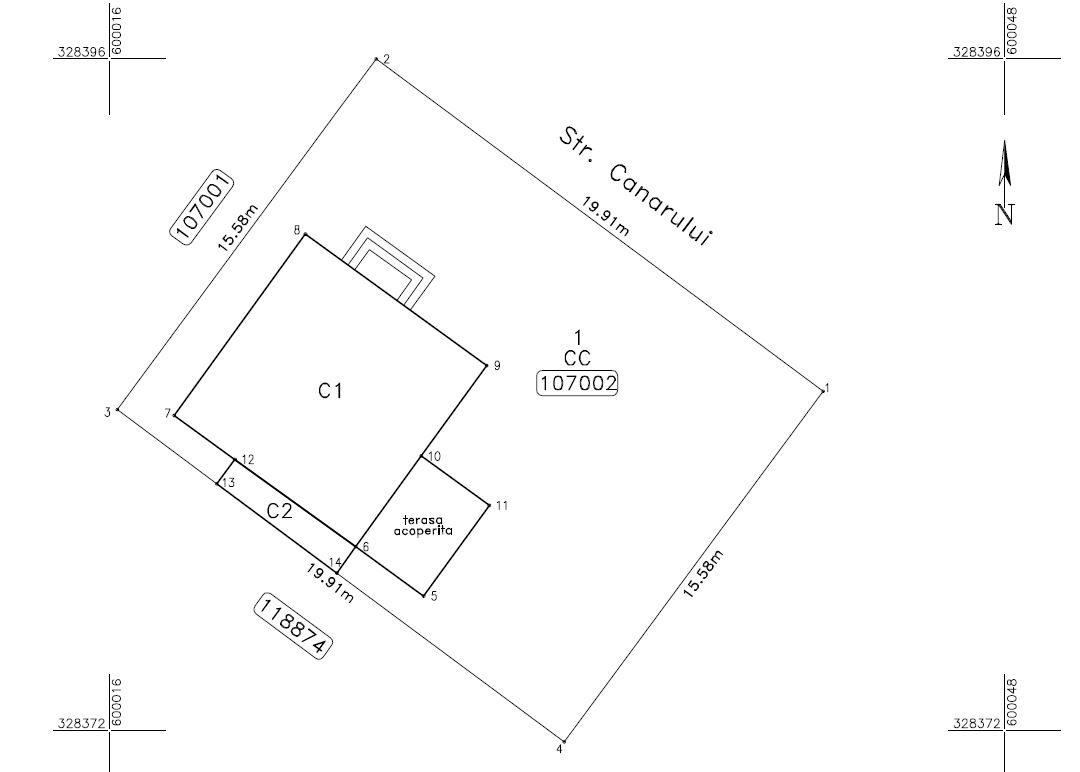 600016
328396
600048
328396
2
Str. Canarului
N
107001
15.58m
19.91m
8
1
CC
107002
9
C1
1
3
7
12
10
13
11
C2
terasa
acoperita
6
14
19.91m
5
15.58m
118874
600016
328372
600048
328372
4